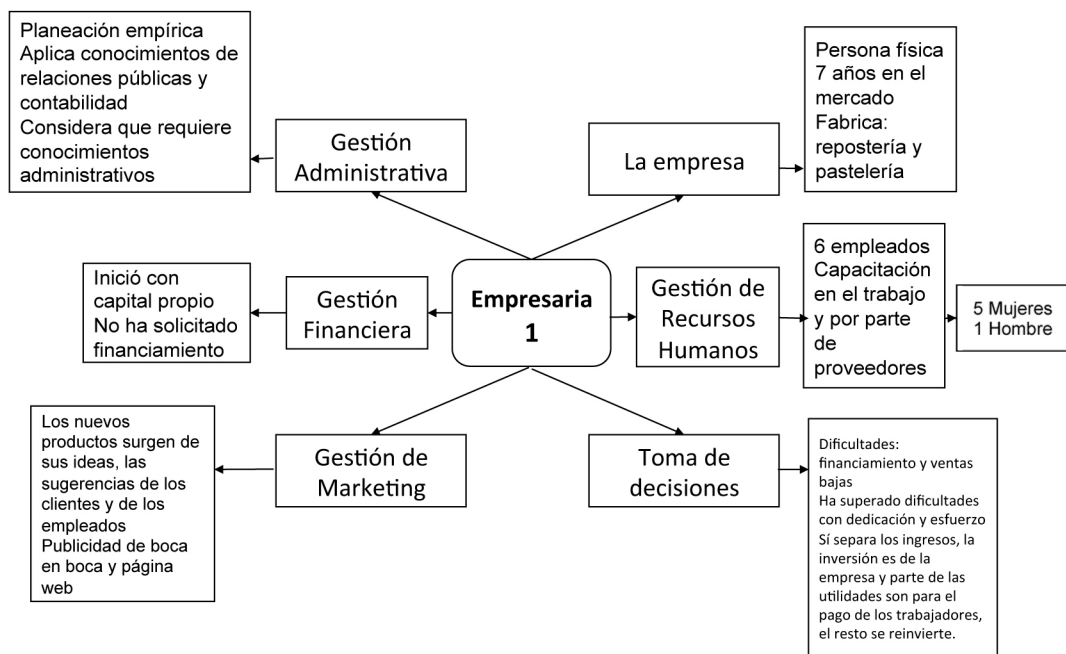 Planeación empírica
Aplica conocimientos de
relaciones públicas y
contabilidad
Considera que requiere
conocimientos
administrativos
Gestión
Administrativa
La empresa
Persona física
7 años en el
mercado
Fabrica:
repostería y
pastelería
Inició con
capital propio
No ha solicitado
financiamiento
Gestión
Financiera
Empresaria
1
Gestión de
Recursos
Humanos
6 empleados
Capacitación
en el trabajo
y por parte
de
proveedores
5 Mujeres
1 Hombre
Los nuevos
productos surgen de
sus ideas, las
sugerencias de los
clientes y de los
empleados
Publicidad de boca
en boca y página
web
Gestión de
Marketing
Toma de
decisiones
Dificultades:
financiamiento y ventas
bajas
Ha superado dificultades
con dedicación y esfuerzo
Sí separa los ingresos, la
inversión es de la
empresa y parte de las
utilidades son para el
pago de los trabajadores,
el resto se reinvierte.